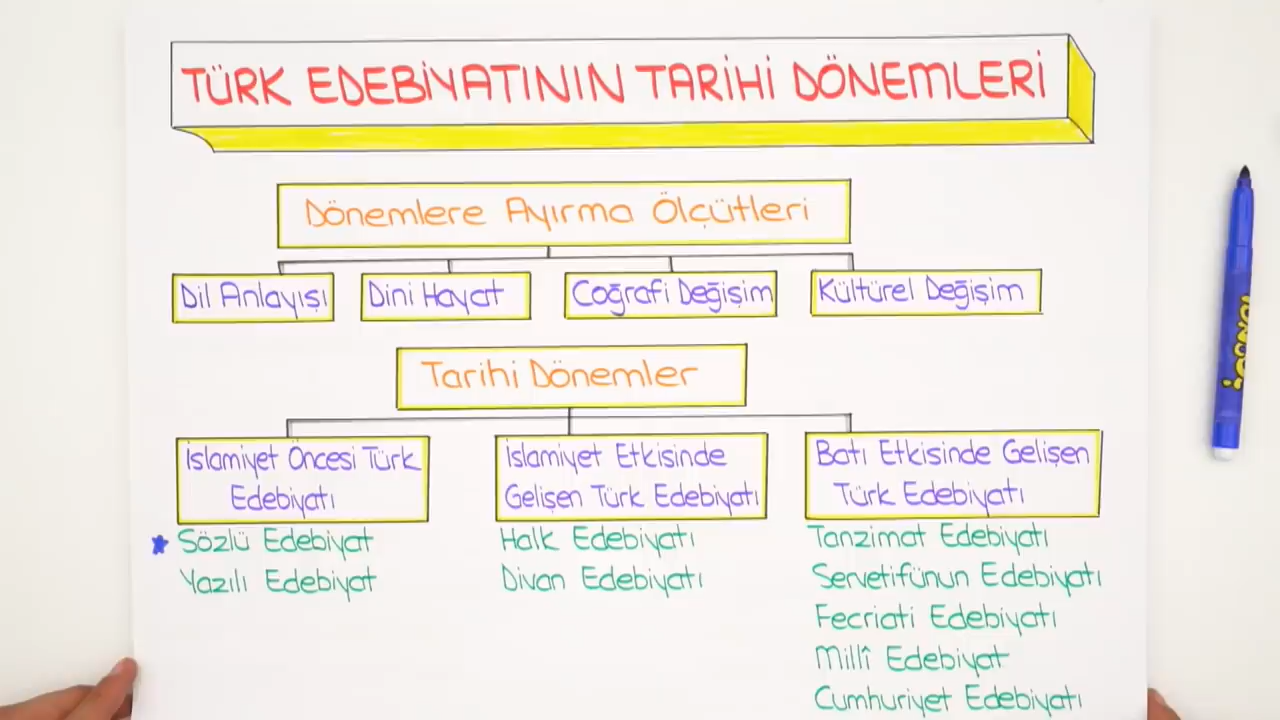 TÜRK EDEBİYATININ TARİHİ DÖNEMLERİ
Dönemlere Ayırma Ölçütleri
Dil Anlayışı
Dini Hayat
Coğrafi Değişim
Kültürel Değişim
Tarihi Dönemler
İslamiyet Öncesi Türk
Edebiyatı
Sözlü Edebiyat
Yazılı Edebiyat
İslamiyet Etkisinde
Gelişen Türk Edebiyatı
Halk Edebiyatı
Divan Edebiyatı
Batı Etkisinde Gelişen
Türk Edebiyatı
Tanzimat Edebiyatı
Servetifünun Edebiyatı
Fecriati Edebiyatı
Millî Edebiyat
Cumhuriyet Edebiyatı